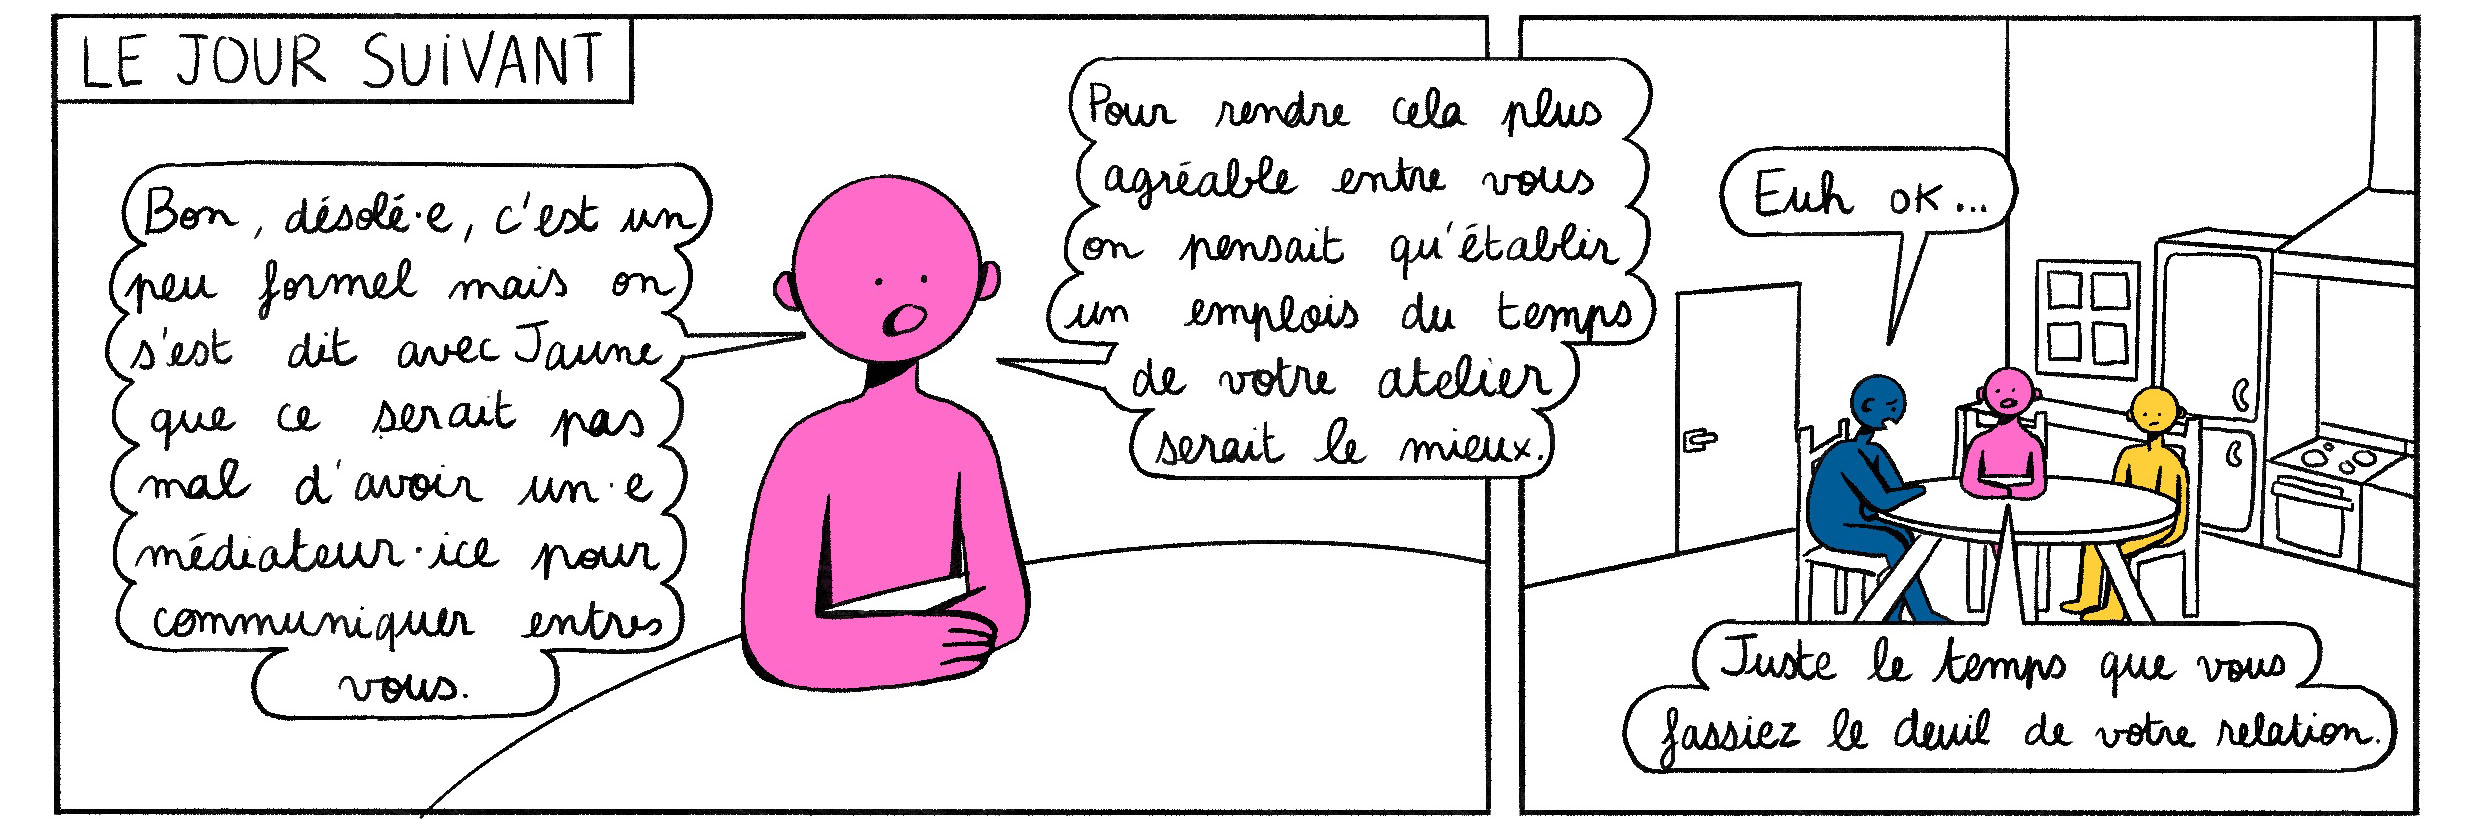 LE JOUR SUiVANT
Bon, désolé·e, c'est un
peu formel mais on
s'est dit avec Jaune
que ce serait pas
mal d'avoir un·e
médiateur·ice pour
communiquer entres
vous.
Pour rendre cela plus
agréable entre vous
on pensait qu'établir
un emplois du temps
de votre atelier
serait le mieux.
Euh ok...
Juste le temps que vous
fassiez le deuil de votre relation.